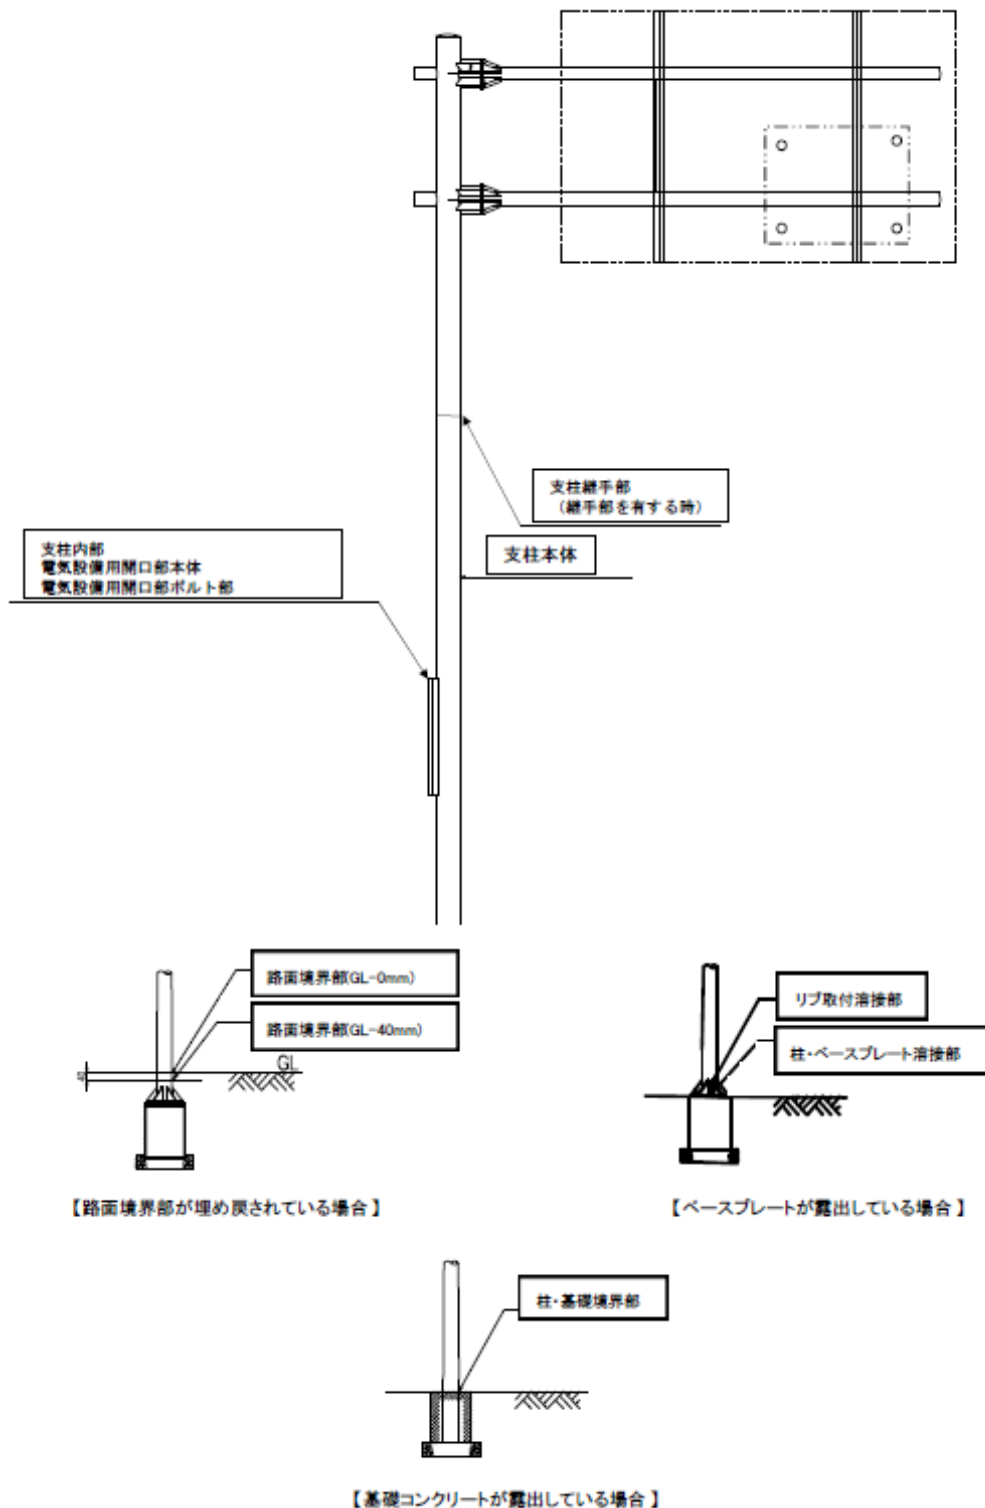 支柱継手部
（継手部を有する時）
支柱本体
支柱内部
電気設備用開口部本体
電気設備用開口部ボルト部
路面境界部(GL-0mm)
路面境界部(GL-40mm)
GL
40
リブ取付溶接部
柱・ベースプレート溶接部
【路面境界部が埋め戻されている場合】
【ベースプレートが露出している場合】
柱・基礎境界部
【基礎コンクリートが露出している場合】